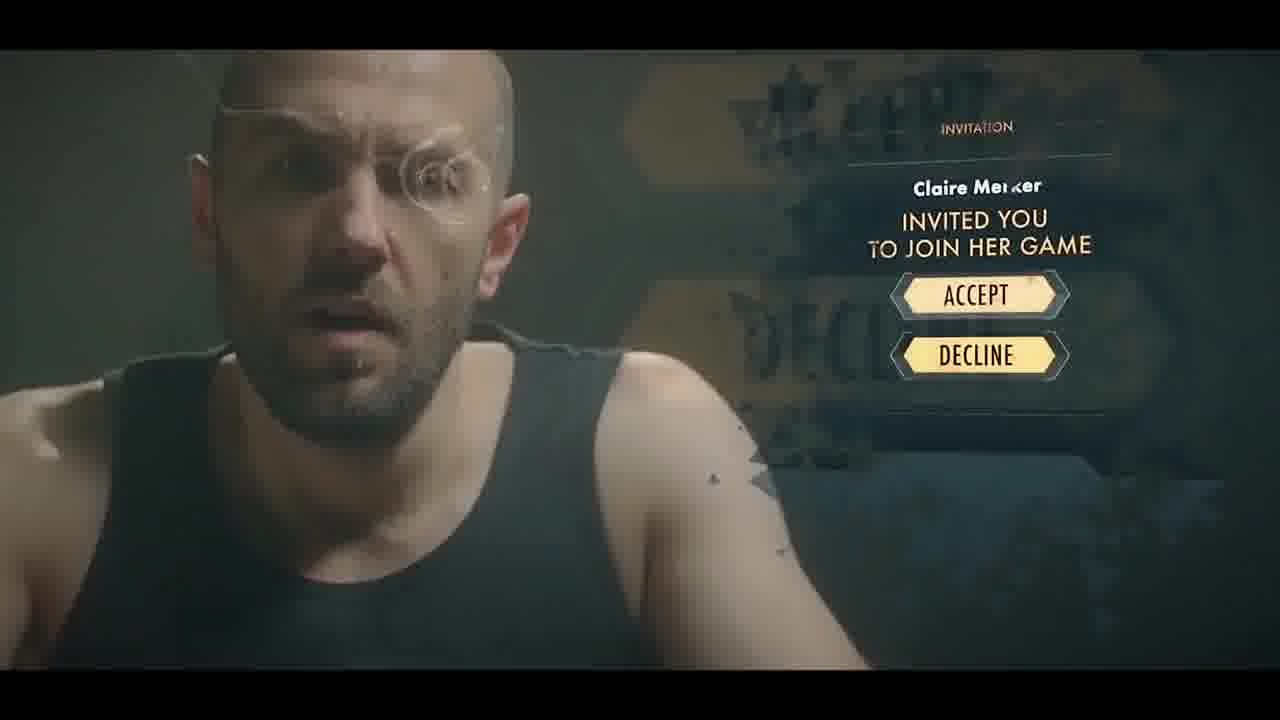 INVITATION
Claire Merker
INVITED YOU
TO JOIN HER GAME
ACCEPT
DECLINE